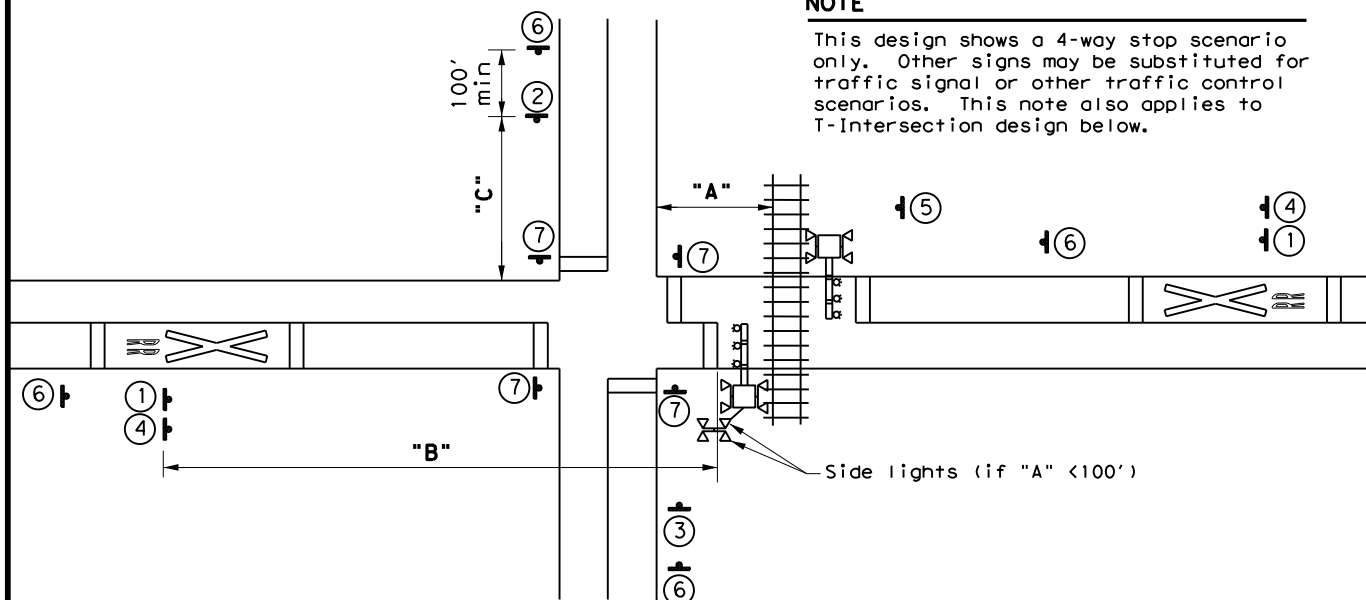 NOTE
This design shows a 4-way stop scenario
only. Other signs may be substituted for
traffic signal or other traffic control
scenarios. This note also applies to
T-Intersection design below.
6
100'
min
2
"C"
7
"A"
7
5
6
4
1
RR
RR
6
1
4
7
7
"B"
Side lights (if "A" <100')
3
6